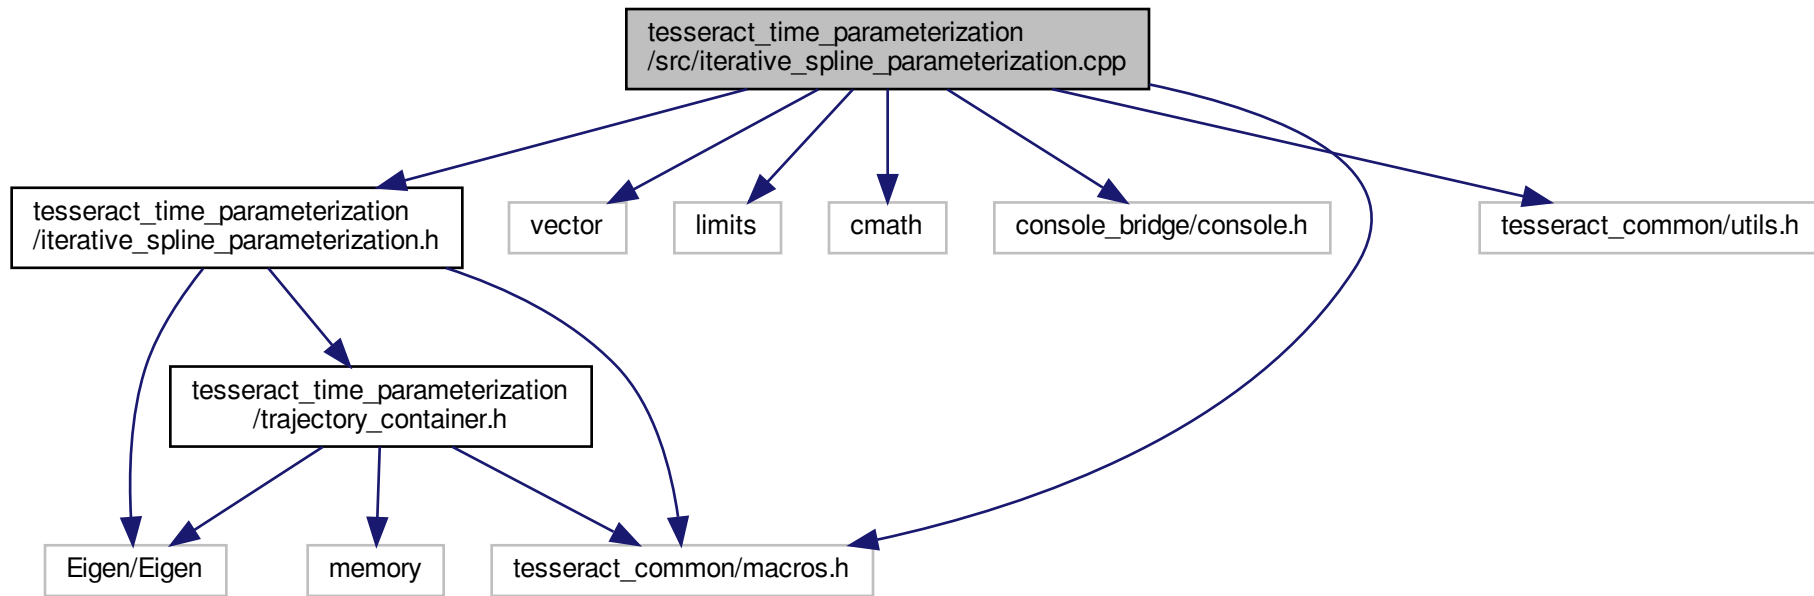 tesseract_time_parameterization
/src/iterative_spline_parameterization.cpp
tesseract_time_parameterization
/iterative_spline_parameterization.h
vector
limits
cmath
console_bridge/console.h
tesseract_common/utils.h
tesseract_time_parameterization
/trajectory_container.h
Eigen/Eigen
memory
tesseract_common/macros.h